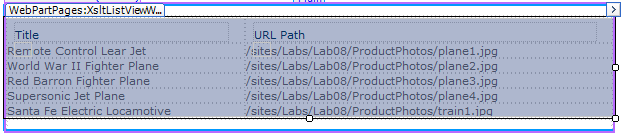 WebPartPages:XsltListViewW...
Title URL Path
Remote Control Lear Jet /sites/Labs/Lab08/ProductPhotos/plane1.jpg
World War II Fighter Plane /sites/Labs/Lab08/ProductPhotos/plane2.jpg
Red Barron Fighter Plane /sites/Labs/Lab08/ProductPhotos/plane3.jpg
Supersonic Jet Plane /sites/Labs/Lab08/ProductPhotos/plane4.jpg
Santa Fe Electric Locamotive /sites/Labs/Lab08/ProductPhotos/train1.jpg